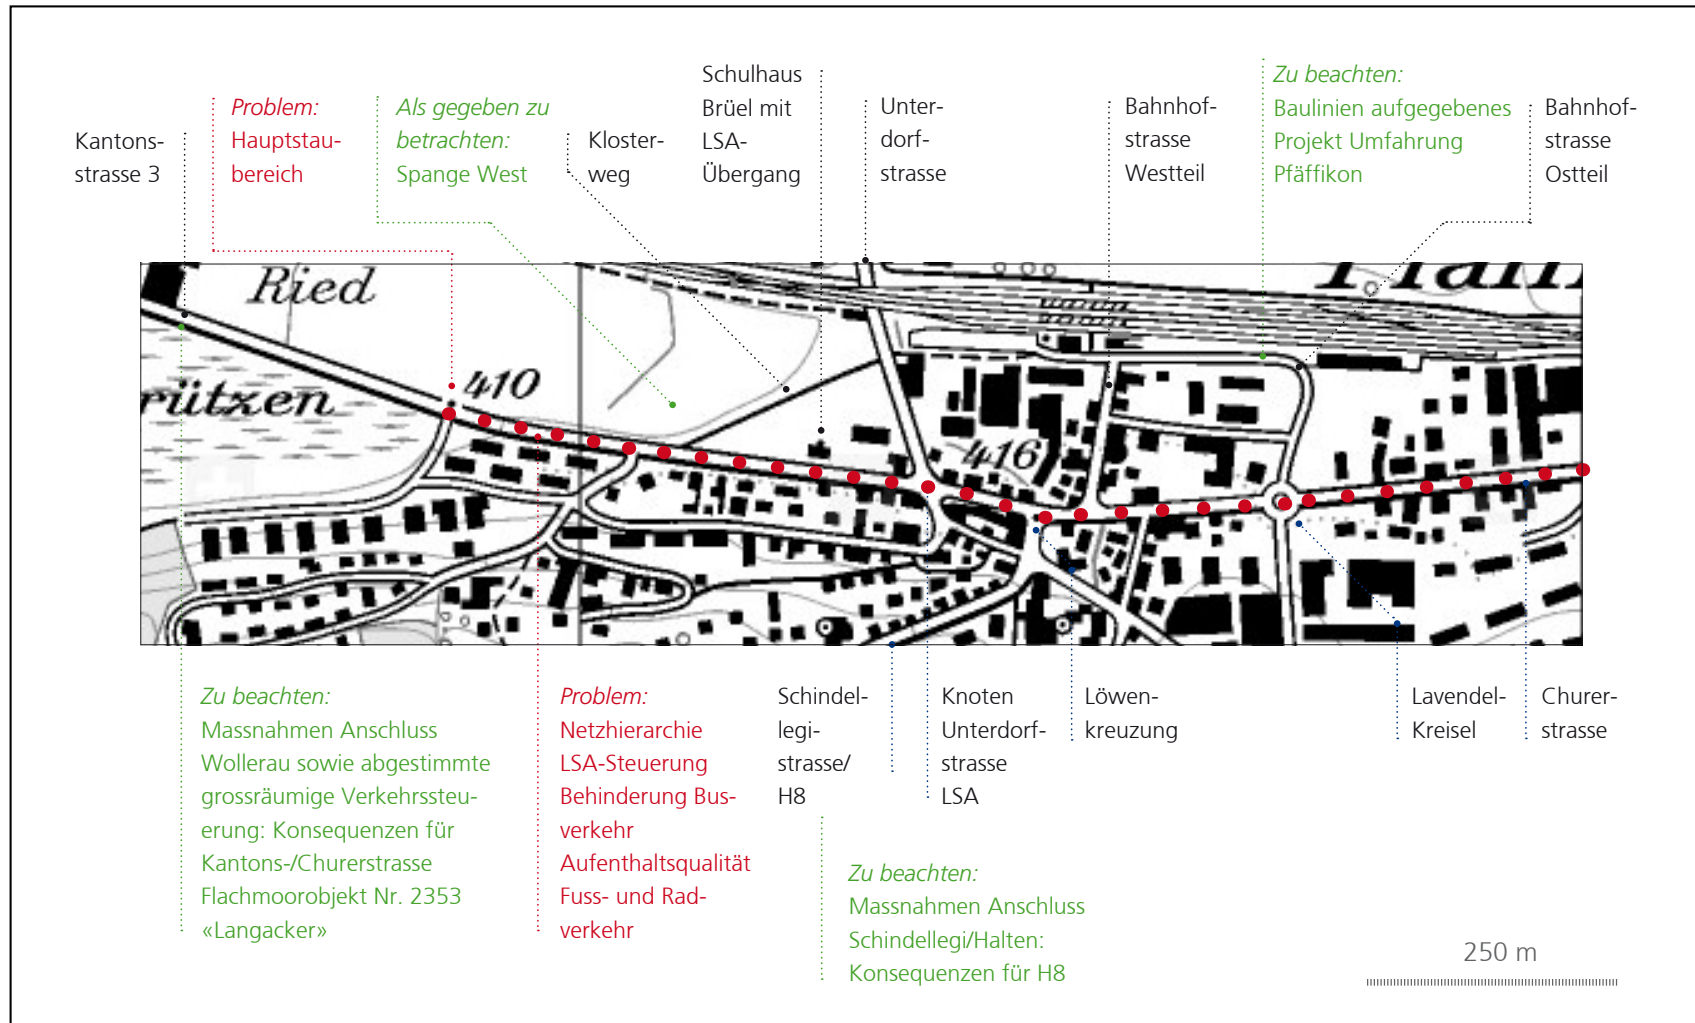 Kantons-
strasse 3
Problem:
Hauptstau-
bereich
Als gegeben zu
betrachten:
Spange West
Kloster-
weg
Schulhaus
Brüel mit
LSA-
Übergang
Unter-
dorf-
strasse
Bahnhof-
strasse
Westteil
Zu beachten:
Baulinien aufgegebenes
Projekt Umfahrung
Pfäffikon
Bahnhof-
strasse
Ostteil
Ried
410
rützen
416
Zu beachten:
Massnahmen Anschluss
Wollerau sowie abgestimmte
grossräumige Verkehrssteu-
erung: Konsequenzen für
Kantons-/Churerstrasse
Flachmoorobjekt Nr. 2353
«Langacker»
Problem:
Netzhierarchie
LSA-Steuerung
Behinderung Bus-
verkehr
Aufenthaltsqualität
Fuss- und Rad-
verkehr
Schindel-
legi-
strasse/
H8
Knoten
Unterdorf-
strasse
LSA
Löwen-
kreuzung
Lavendel-
Kreisel
Churer-
strasse
Zu beachten:
Massnahmen Anschluss
Schindellegi/Halten:
Konsequenzen für H8
250 m